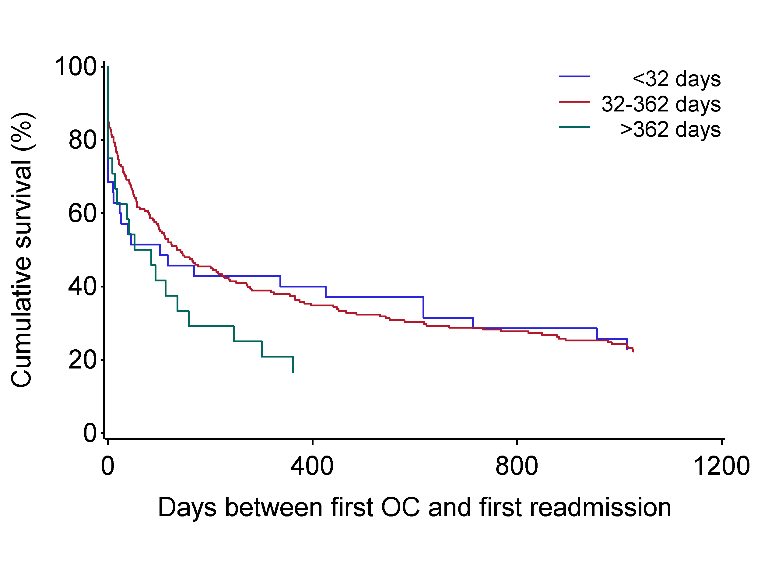 100
80
60
40
20
0
Cumulative survival (%)
<32 days
32-362 days
>362 days
0 400 800 1200
Days between first OC and first readmission